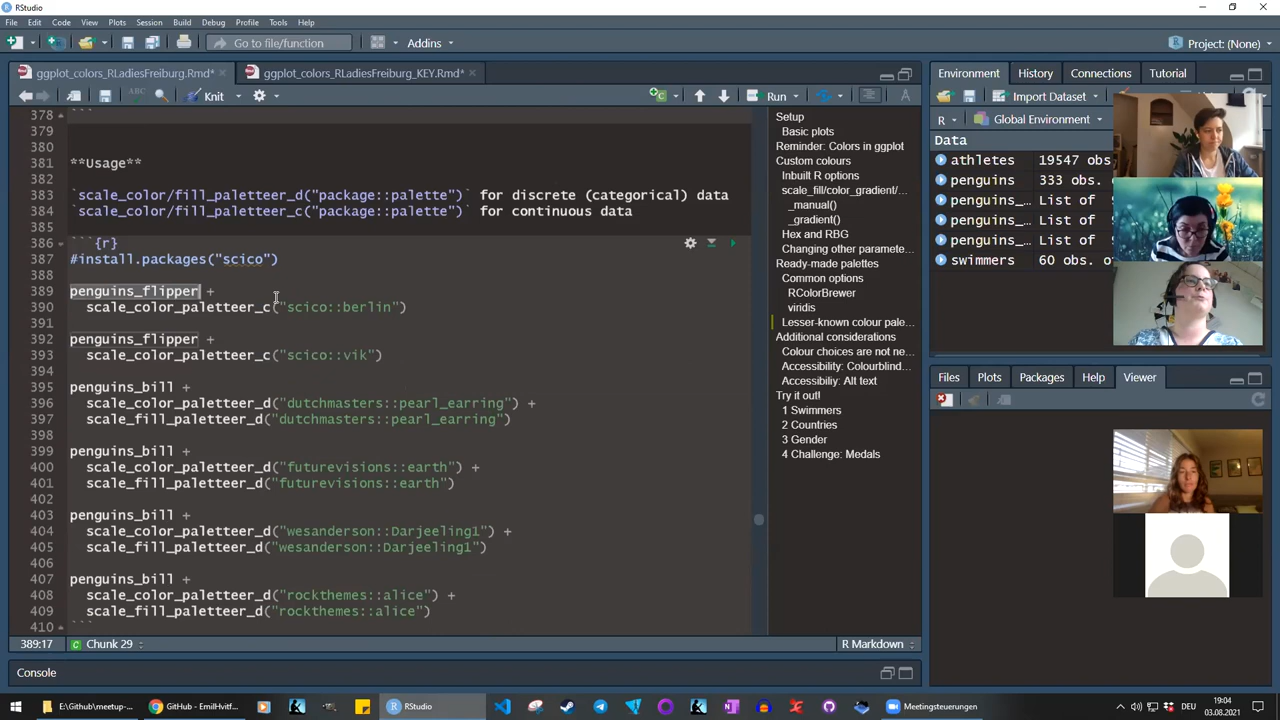 RStudio
File Edit Code View Plots Session Build Debug Profile Tools Help
Go to file/function
Addins
Project: (None)
ggplot_colors_RLadiesFreiburg.Rmd*
ggplot_colors_RLadiesFreiburg_KEY.Rmd*
Knit
Run
378 ```
379
380
381 **Usage**
382
383 `scale_color/fill_paletteer_d("package::palette")` for discrete (categorical) data
384 `scale_color/fill_paletteer_c("package::palette")` for continuous data
385
386 ```{r}
387 #install.packages("scico")
388
389 penguins_flipper +
390 scale_color_paletteer_c("scico::berlin")
391
392 penguins_flipper +
393 scale_color_paletteer_c("scico::vik")
394
395 penguins_bill +
396 scale_color_paletteer_d("dutchmasters::pearl_earring") +
397 scale_fill_paletteer_d("dutchmasters::pearl_earring")
398
399 penguins_bill +
400 scale_color_paletteer_d("futurevisions::earth") +
401 scale_fill_paletteer_d("futurevisions::earth")
402
403 penguins_bill +
404 scale_color_paletteer_d("wesanderson::Darjeeling1") +
405 scale_fill_paletteer_d("wesanderson::Darjeeling1")
406
407 penguins_bill +
408 scale_color_paletteer_d("rockthemes::alice") +
409 scale_fill_paletteer_d("rockthemes::alice")
410 ```
389:17 Chunk 29
R Markdown
Console
Setup
Basic plots
Reminder: Colors in ggplot
Custom colours
Inbuilt R options
scale_fill/color_gradient/...
_manual()
_gradient()
Hex and RBG
Changing other paramete...
Ready-made palettes
Common options
RColorBrewer
viridis
Lesser-known colour pale...
Additional considerations
Colour choices are not ne...
Accessibility: Colourblind...
Accessibliy: Alt text
Try it out!
1 Swimmers
2 Countries
3 Gender
4 Challenge: Medals
Environment History Connections Tutorial
Import Dataset
R Global Environment
Data
athletes 19547 obs.
penguins 333 obs.
penguins_... List of
penguins_... List of
penguins_... List of
swimmers 60 obs. o
Files Plots Packages Help Viewer
E:\Github\meetup-...
GitHub - EmilHvitf...
RStudio
Meetingsteuerungen
DEU
19:04
03.08.2021